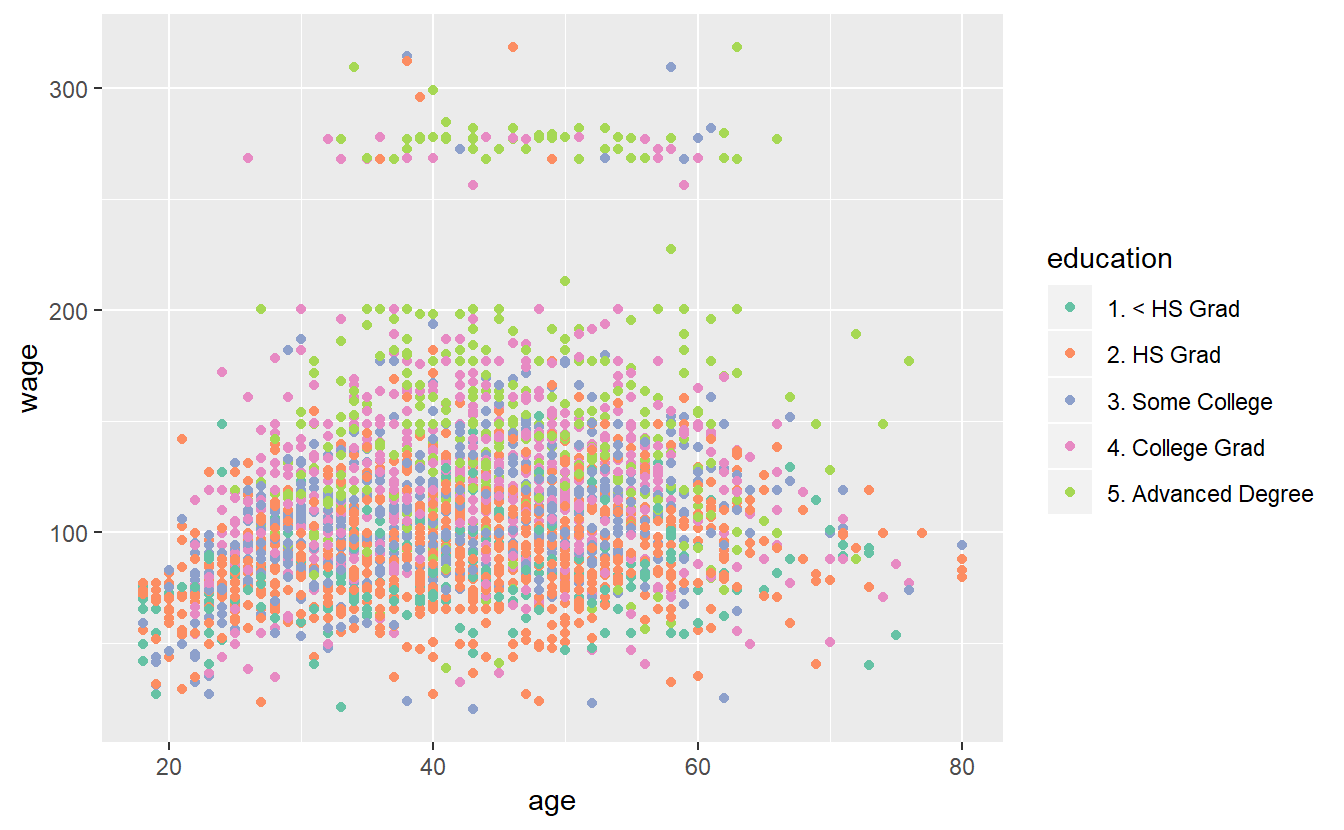 300
200
100
wage
20
40
60
80
age
education
1. < HS Grad
2. HS Grad
3. Some College
4. College Grad
5. Advanced Degree